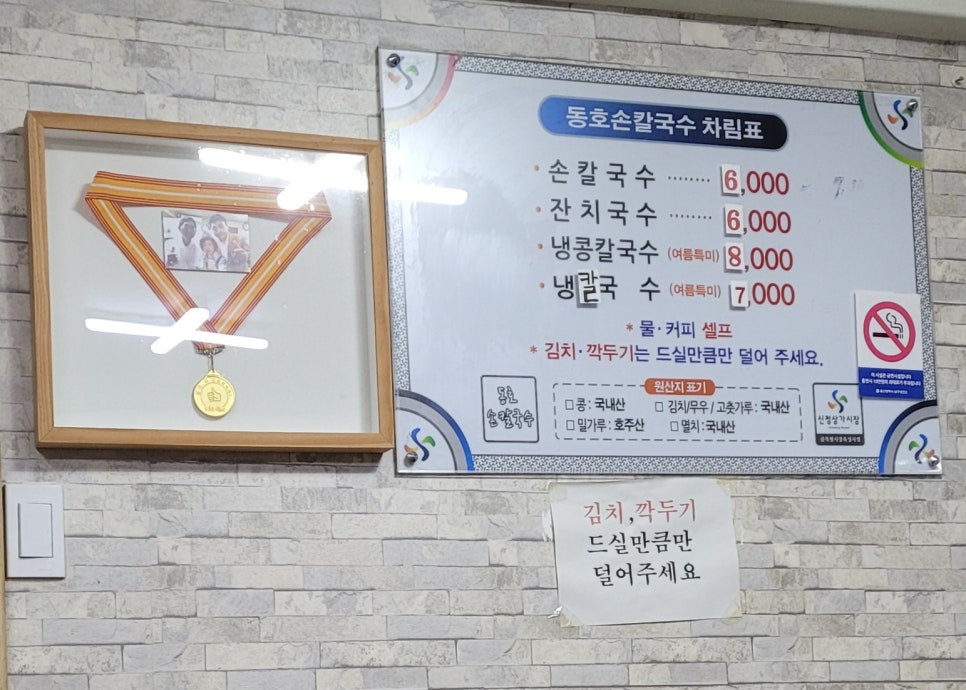 동호손칼국수 차림표
• 손칼국수 ········ 6,000
• 잔치국수 ········ 6,000
• 냉콩칼국수 (여름특미) 8,000
• 냉칼국수 (여름특미) 7,000
* 물·커피 셀프
* 김치·깍두기는 드실만큼만 덜어 주세요.
원산지 표기
□ 콩 : 국내산 □ 김치/무우 / 고춧가루 : 국내산
□ 밀가루 : 호주산 □ 멸치 : 국내산
동호
손칼국수
신정상가시장
김치,깍두기
드실만큼만
덜어주세요